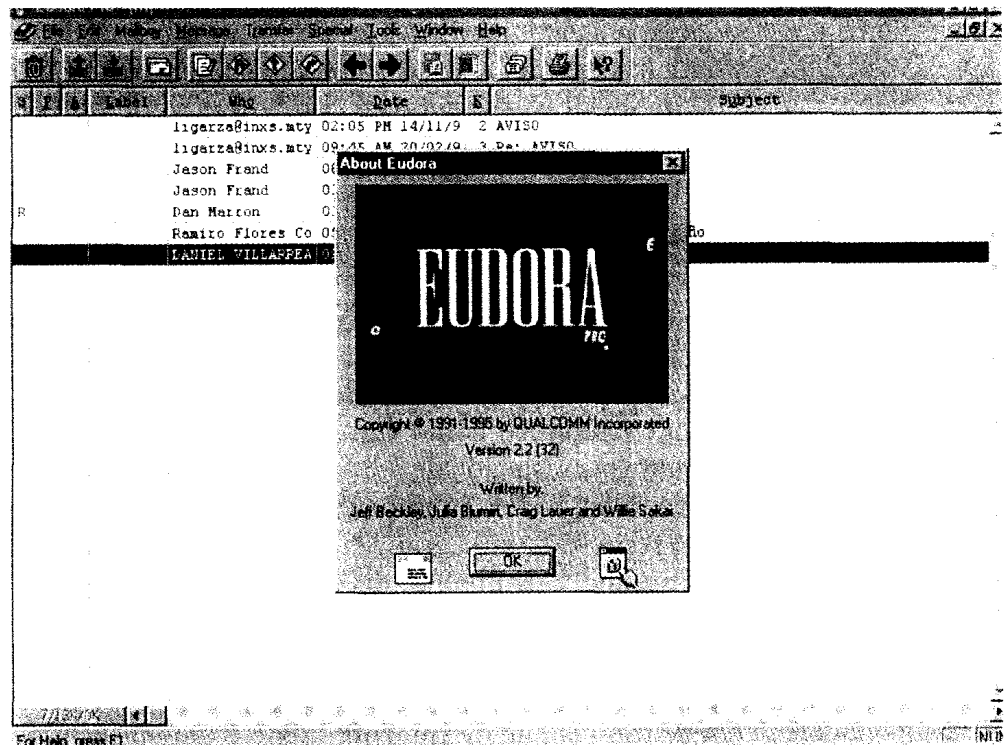 File Edit Mailbox Message Transfer Special Tools Window Help
Label Who Date K Subject
ligarza@inxs.mty 02:05 PM 14/11/9 2 AVISO
ligarza@inxs.mty 09:45 AM 20/02/9 3 Re: AVISO
Jason Frand
Jason Frand
R Dan Marron
Ramiro Flores Co
DANIEL VILLARREA
About Eudora
EUDORA
PRO
Copyright © 1991-1995 by QUALCOMM Incorporated
Version 2.2 (32)
Written by:
Jeff Beckley, Julia Blumin, Craig Lauer and Willie Sakai
OK
For Help, press F1